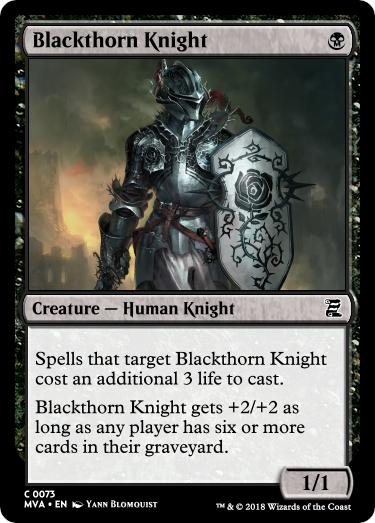 Blackthorn Knight
Creature — Human Knight
Spells that target Blackthorn Knight
cost an additional 3 life to cast.
Blackthorn Knight gets +2/+2 as
long as any player has six or more
cards in their graveyard.
1/1
C 0073
MVA • EN Yann Blomquist
™ & © 2018 Wizards of the Coast